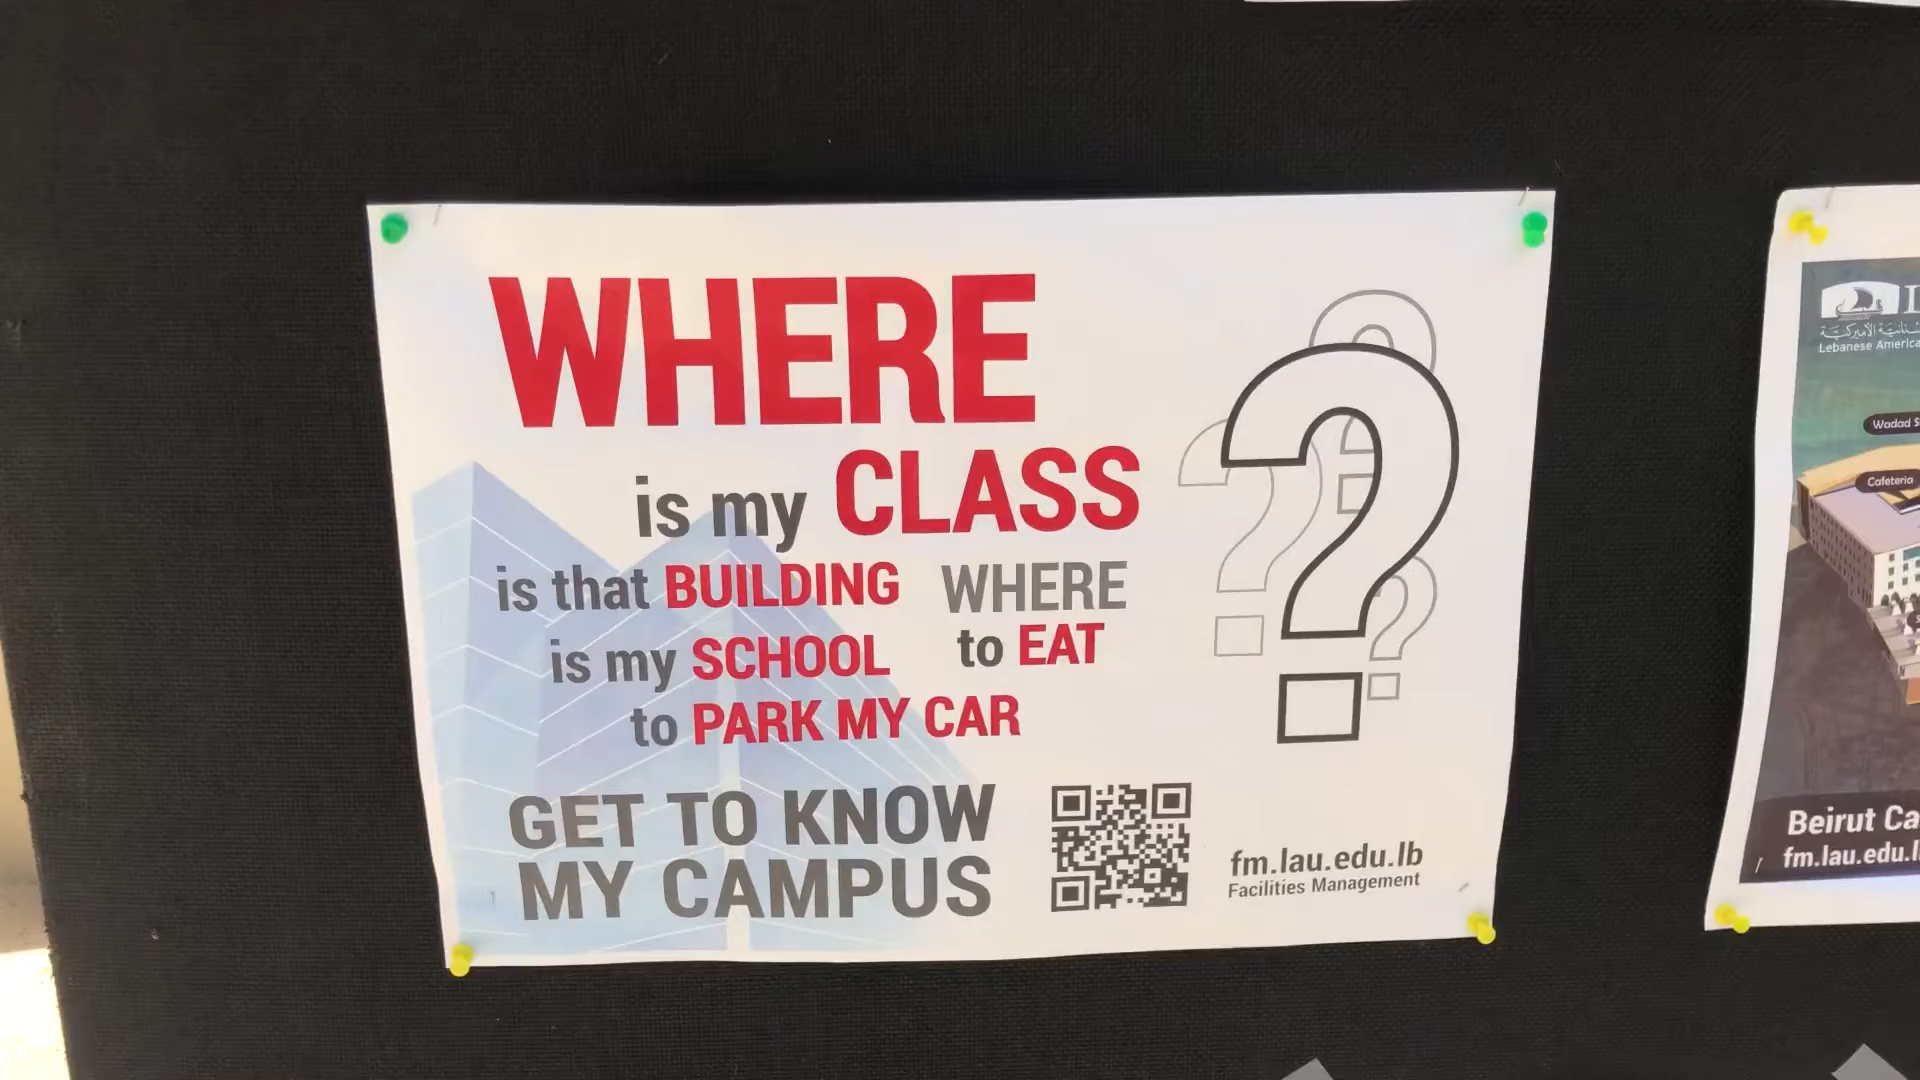 WHERE
is my CLASS
is that BUILDING
is my SCHOOL
WHERE
to EAT
to PARK MY CAR
GET TO KNOW
MY CAMPUS
fm.lau.edu.lb
Facilities Management
Lebanese America
Wadad S
Cafeteria
Beirut Ca
fm.lau.edu.l